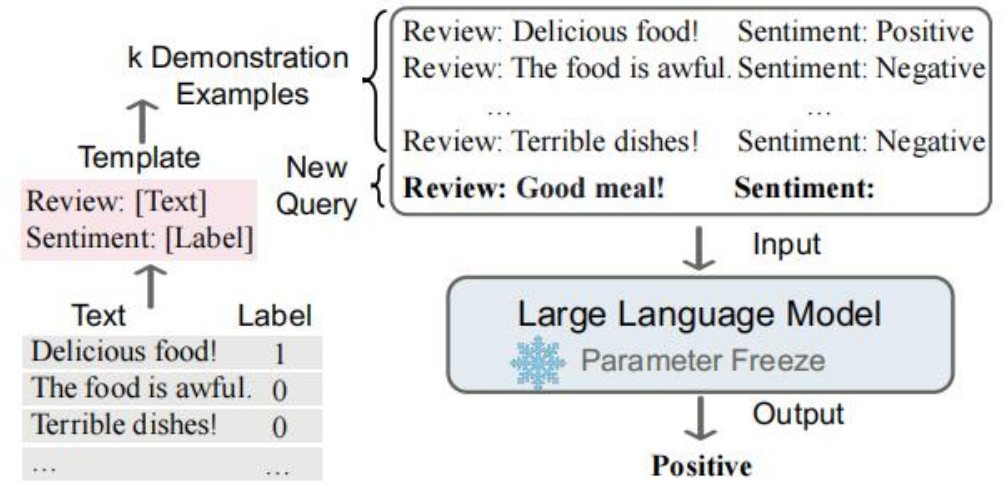 Review: Delicious food! Sentiment: Positive
Review: The food is awful. Sentiment: Negative
... ...
Review: Terrible dishes! Sentiment: Negative
Review: Good meal! Sentiment:
k Demonstration
Examples
New
Query
Template
Review: [Text]
Sentiment: [Label]
Text Label
Delicious food! 1
The food is awful. 0
Terrible dishes! 0
... ...
Input
Large Language Model
Parameter Freeze
Output
Positive